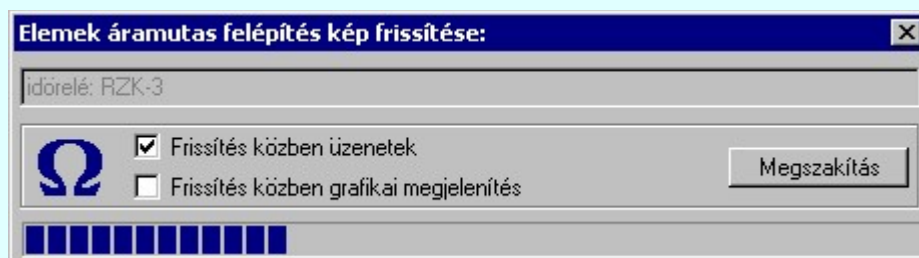 Elemek áramutas felépítés kép frissítése:
időrelé: RZK-3
Ω
Frissítés közben üzenetek
Frissítés közben grafikai megjelenítés
Megszakítás